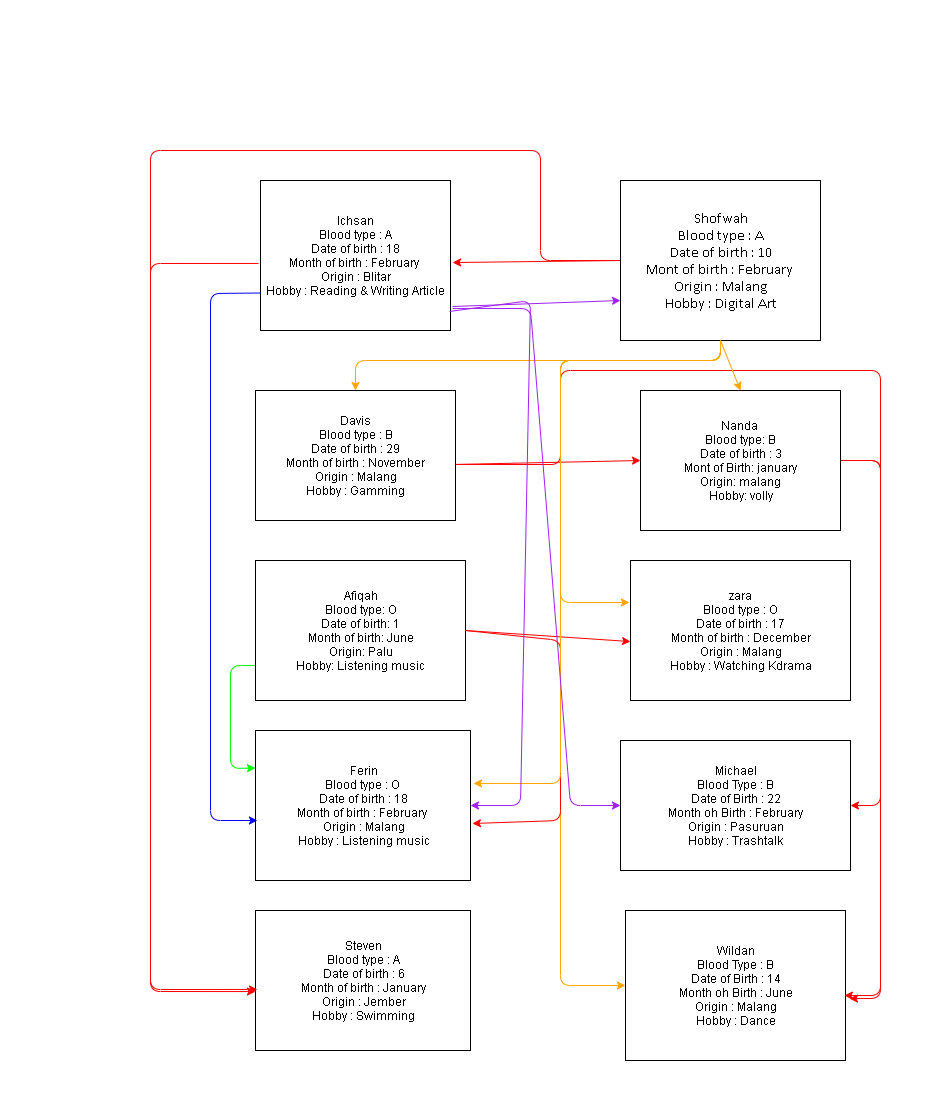 Ichsan
Blood type : A
Date of birth : 18
Month of birth : February
Origin : Blitar
Hobby : Reading & Writing Article
Shofwah
Blood type : A
Date of birth : 10
Mont of birth : February
Origin : Malang
Hobby : Digital Art
Davis
Blood type : B
Date of birth : 29
Month of birth : November
Origin : Malang
Hobby : Gamming
Nanda
Blood type: B
Date of birth : 3
Mont of Birth: january
Origin: malang
Hobby: volly
Afiqah
Blood type: O
Date of birth: 1
Month of birth: June
Origin: Palu
Hobby: Listening music
zara
Blood type : O
Date of birth : 17
Month of birth : December
Origin : Malang
Hobby : Watching Kdrama
Ferin
Blood type : O
Date of birth : 18
Month of birth : February
Origin : Malang
Hobby : Listening music
Michael
Blood Type : B
Date of Birth : 22
Month oh Birth : February
Origin : Pasuruan
Hobby : Trashtalk
Steven
Blood type : A
Date of birth : 6
Month of birth : January
Origin : Jember
Hobby : Swimming
Wildan
Blood Type : B
Date of Birth : 14
Month oh Birth : June
Origin : Malang
Hobby : Dance